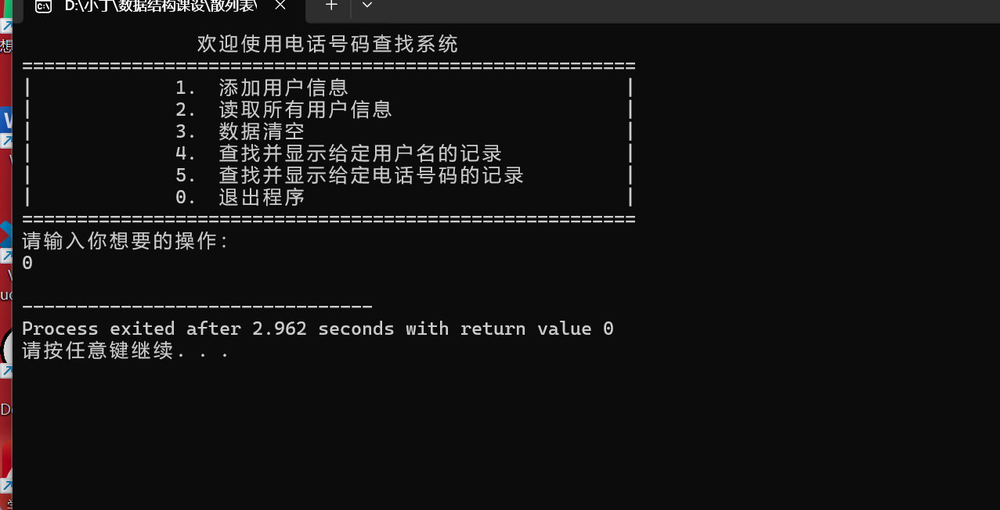 D:\小丁\数据结构课设\散列表\
欢迎使用电话号码查找系统
========================================================
| 1. 添加用户信息 |
| 2. 读取所有用户信息 |
| 3. 数据清空 |
| 4. 查找并显示给定用户名的记录 |
| 5. 查找并显示给定电话号码的记录 |
| 0. 退出程序 |
========================================================
请输入你想要的操作：
0
--------------------------------
Process exited after 2.962 seconds with return value 0
请按任意键继续. . .